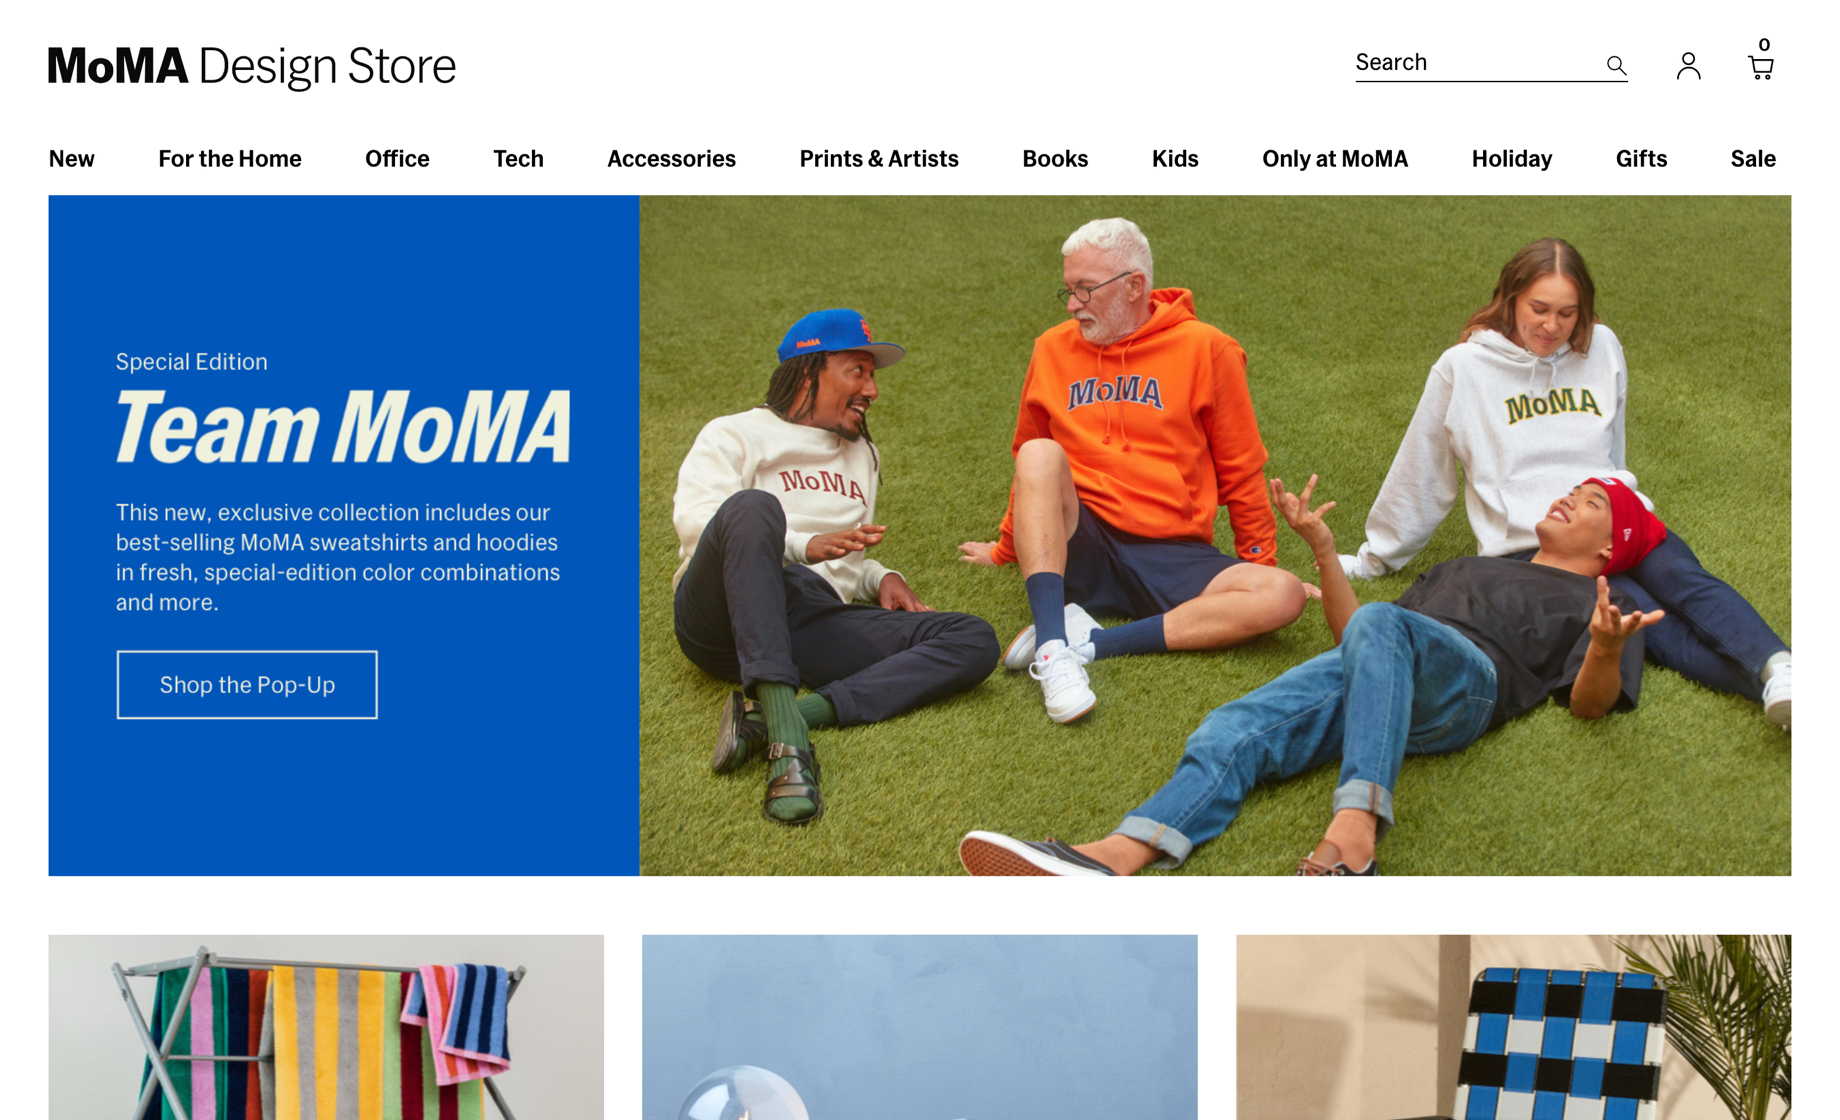 MoMA Design Store
Search
0
New For the Home Office Tech Accessories Prints & Artists Books Kids Only at MoMA Holiday Gifts Sale
Special Edition
Team MoMA
This new, exclusive collection includes our
best-selling MoMA sweatshirts and hoodies
in fresh, special-edition color combinations
and more.
Shop the Pop-Up
MoMA
MoMA
MoMA
MoMA